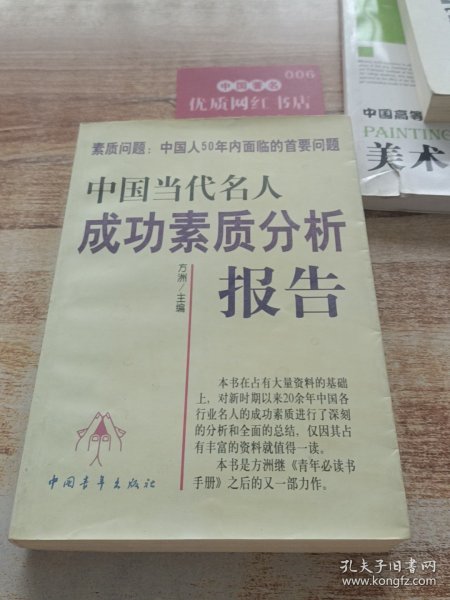 006
中国著名
优质网红书店
中国高等
PAINTING
美术
素质问题：中国人50年内面临的首要问题
中国当代名人
成功素质分析
报告
方洲/主编
本书在占有大量资料的基础
上，对新时期以来20余年中国各
行业名人的成功素质进行了深刻
的分析和全面的总结，仅因其占
有丰富的资料就值得一读。
本书是方洲继《青年必读书
手册》之后的又一部力作。
中国青年出版社
孔夫子旧书网
www.kongfz.com